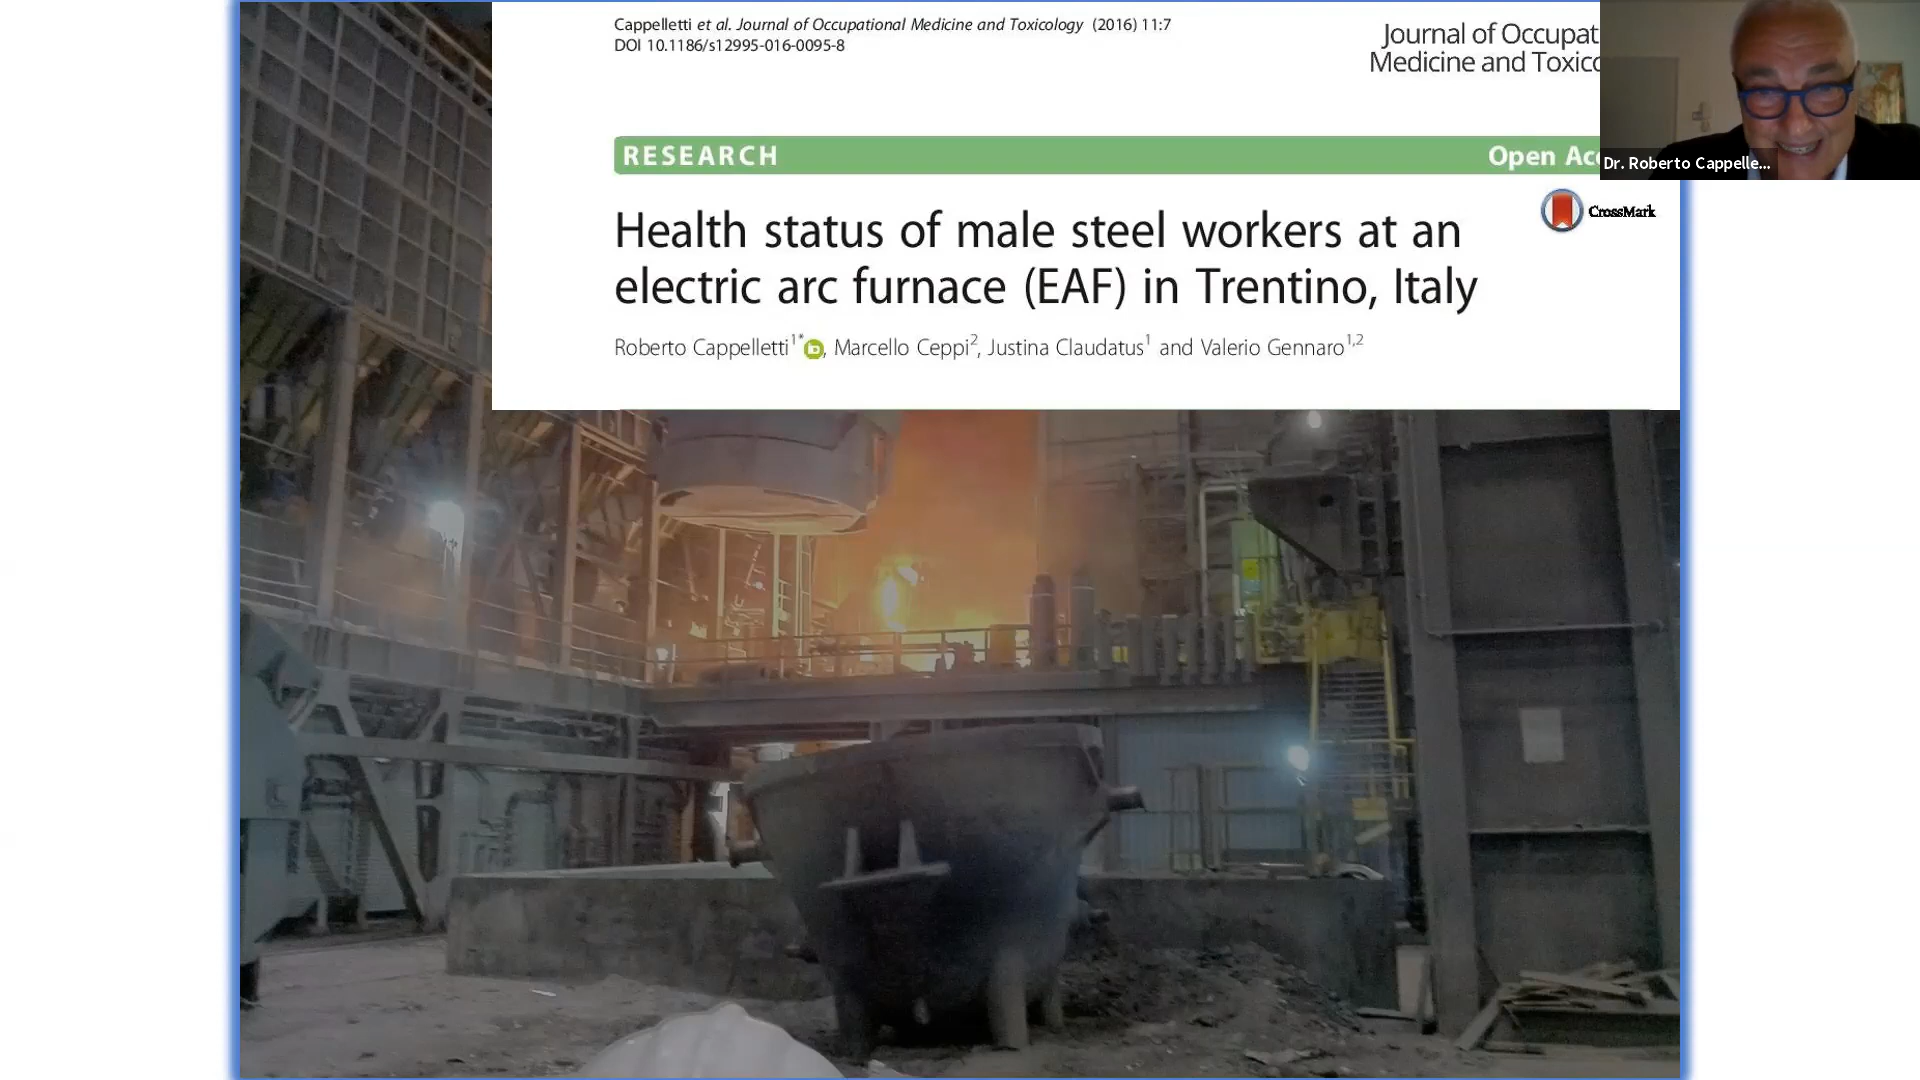 Cappelletti et al. Journal of Occupational Medicine and Toxicology (2016) 11:7
DOI 10.1186/s12995-016-0095-8
Journal of Occupat
Medicine and Toxico
RESEARCH
Open Acc
Dr. Roberto Cappelle...
CrossMark
Health status of male steel workers at an
electric arc furnace (EAF) in Trentino, Italy
Roberto Cappelletti1*, Marcello Ceppi2, Justina Claudatus1 and Valerio Gennaro1,2